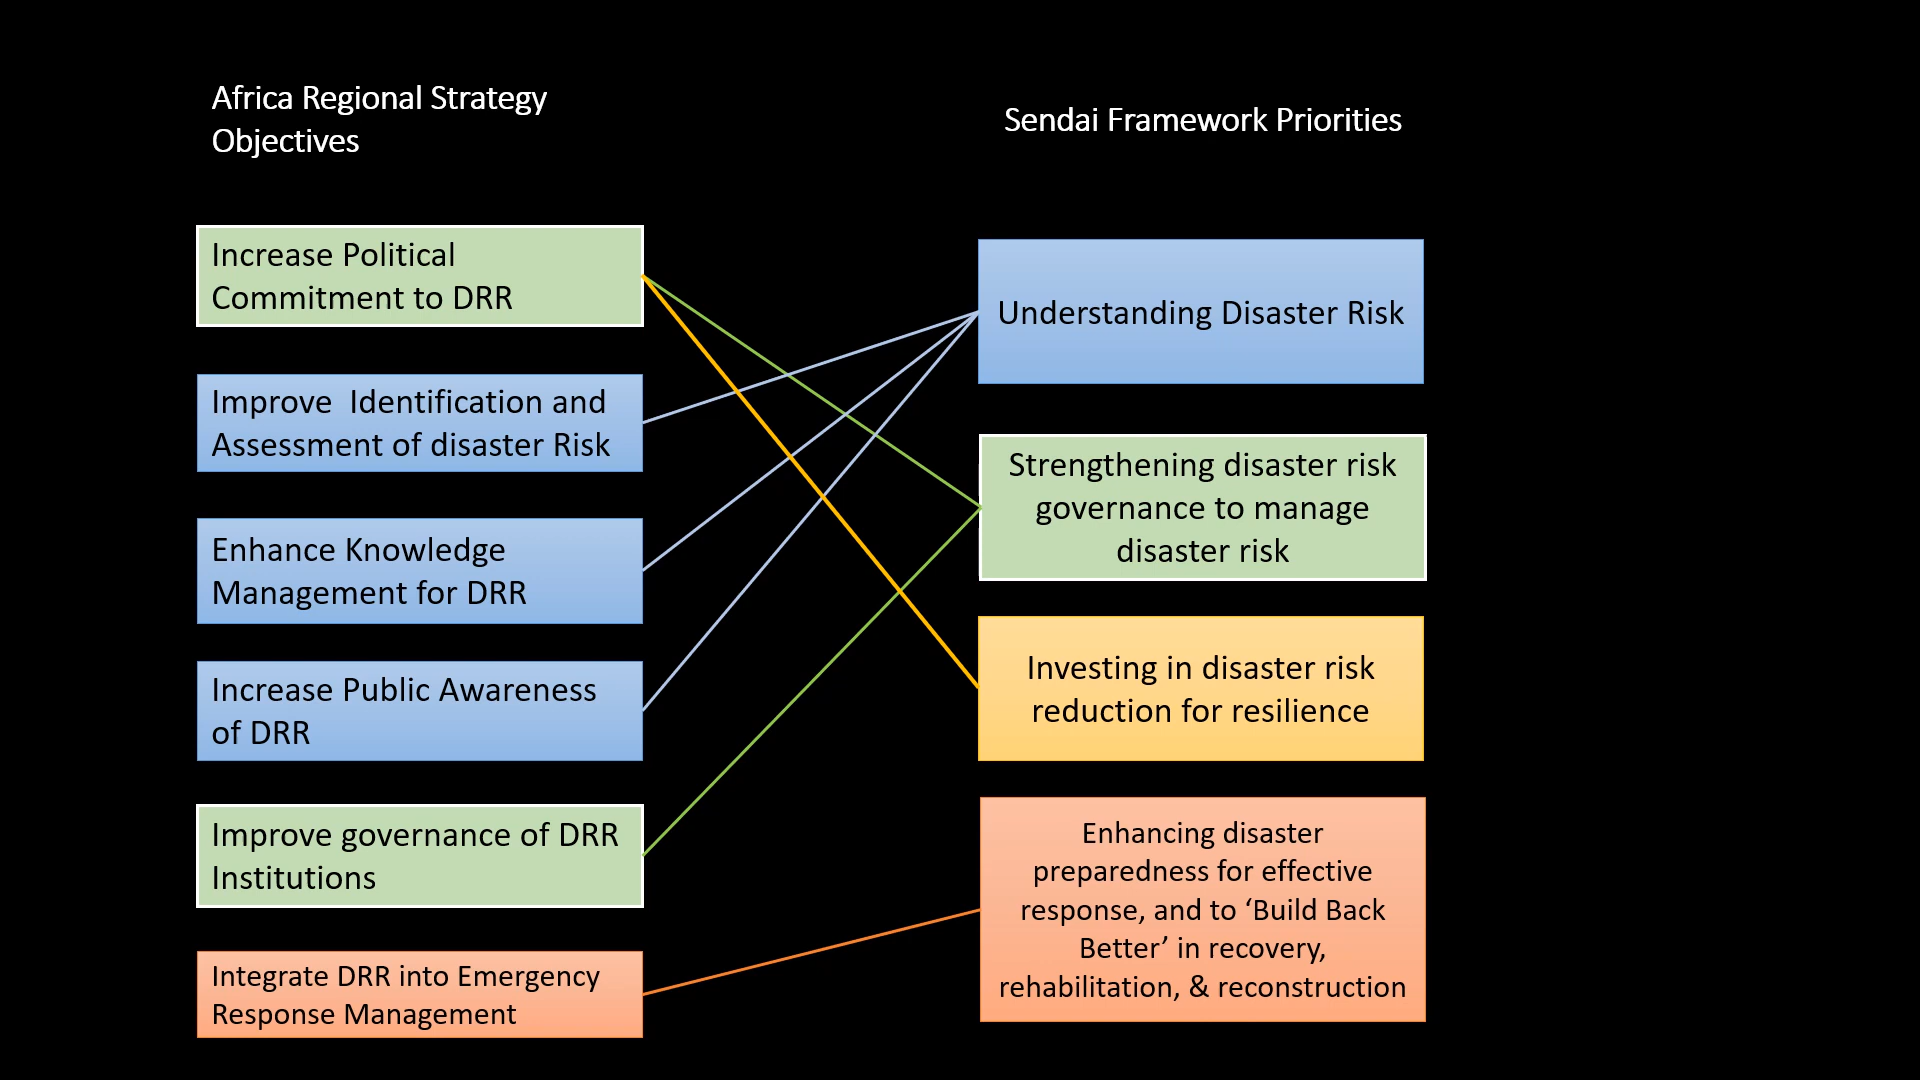 Africa Regional Strategy
Objectives
Sendai Framework Priorities
Increase Political
Commitment to DRR
Improve  Identification and
Assessment of disaster Risk
Enhance Knowledge
Management for DRR
Increase Public Awareness
of DRR
Improve governance of DRR
Institutions
Integrate DRR into Emergency
Response Management
Understanding Disaster Risk
Strengthening disaster risk
governance to manage
disaster risk
Investing in disaster risk
reduction for resilience
Enhancing disaster
preparedness for effective
response, and to ‘Build Back
Better’ in recovery,
rehabilitation, & reconstruction